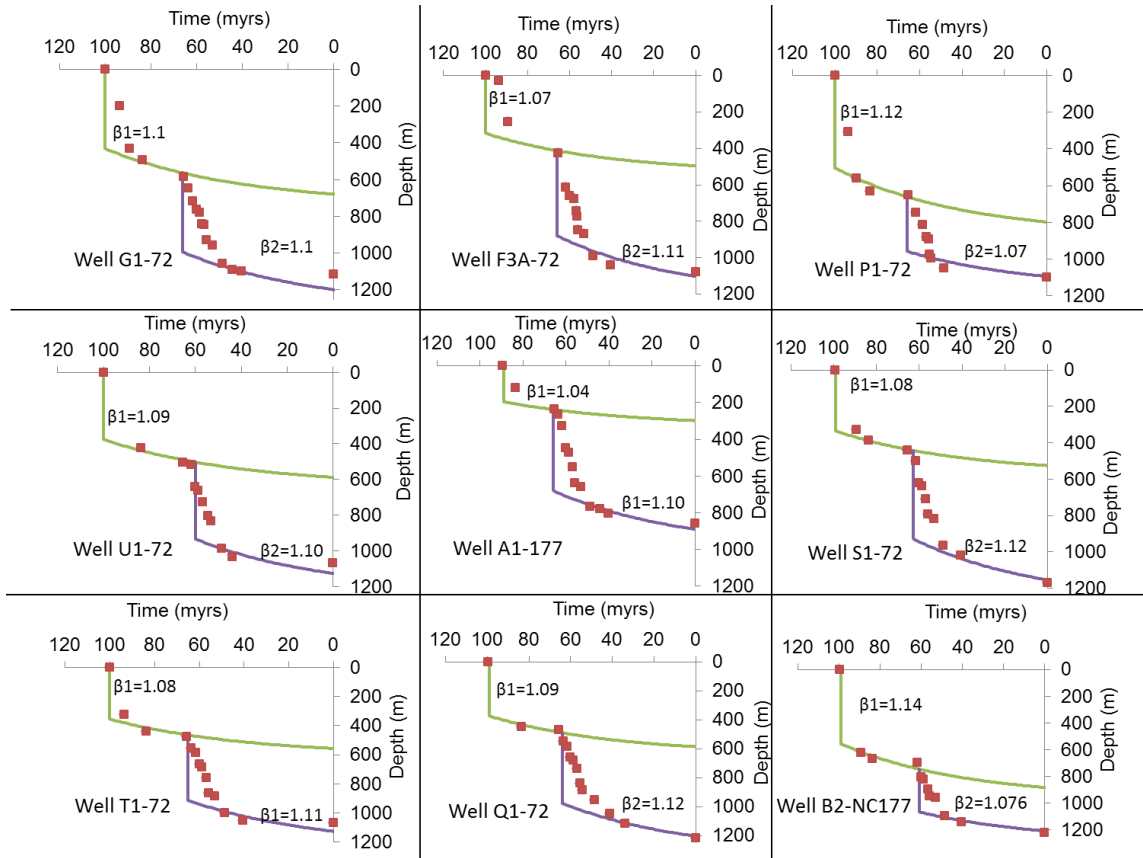 Time (myrs)
120 100 80 60 40 20 0
0
200
400
600
800
1000
1200
Depth (m)
β1=1.1
β2=1.1
Well G1-72
Time (myrs)
120 100 80 60 40 20 0
0
200
400
600
800
1000
1200
Depth (m)
β1=1.07
β2=1.11
Well F3A-72
Time (myrs)
120 100 80 60 40 20 0
0
200
400
600
800
1000
1200
Depth (m)
β1=1.12
β2=1.07
Well P1-72
Time (myrs)
120 100 80 60 40 20 0
0
200
400
600
800
1000
1200
Depth (m)
β1=1.09
β2=1.10
Well U1-72
Time (myrs)
120 100 80 60 40 20 0
0
200
400
600
800
1000
1200
Depth (m)
β1=1.04
β1=1.10
Well A1-177
Time (myrs)
120 100 80 60 40 20 0
0
200
400
600
800
1000
1200
Depth (m)
β1=1.08
β2=1.12
Well S1-72
Time (myrs)
120 100 80 60 40 20 0
0
200
400
600
800
1000
1200
Depth (m)
β1=1.08
β1=1.11
Well T1-72
Time (myrs)
120 100 80 60 40 20 0
0
200
400
600
800
1000
1200
Depth (m)
β1=1.09
β2=1.12
Well Q1-72
Time (myrs)
120 100 80 60 40 20 0
0
200
400
600
800
1000
1200
Depth (m)
β1=1.14
β2=1.076
Well B2-NC177